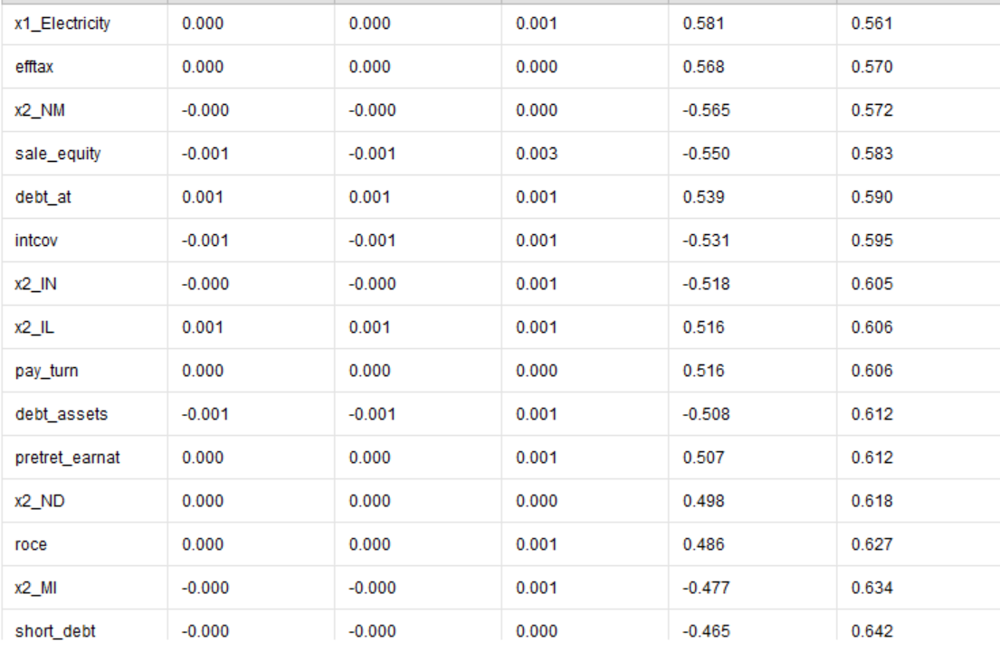 x1_Electricity 0.000 0.000 0.001 0.581 0.561
efftax 0.000 0.000 0.000 0.568 0.570
x2_NM -0.000 -0.000 0.000 -0.565 0.572
sale_equity -0.001 -0.001 0.003 -0.550 0.583
debt_at 0.001 0.001 0.001 0.539 0.590
intcov -0.001 -0.001 0.001 -0.531 0.595
x2_IN -0.000 -0.000 0.001 -0.518 0.605
x2_IL 0.001 0.001 0.001 0.516 0.606
pay_turn 0.000 0.000 0.000 0.516 0.606
debt_assets -0.001 -0.001 0.001 -0.508 0.612
pretret_earnat 0.000 0.000 0.001 0.507 0.612
x2_ND 0.000 0.000 0.000 0.498 0.618
roce 0.000 0.000 0.001 0.486 0.627
x2_MI -0.000 -0.000 0.001 -0.477 0.634
short_debt -0.000 -0.000 0.000 -0.465 0.642